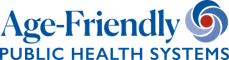 Age-Friendly
PUBLIC HEALTH SYSTEMS